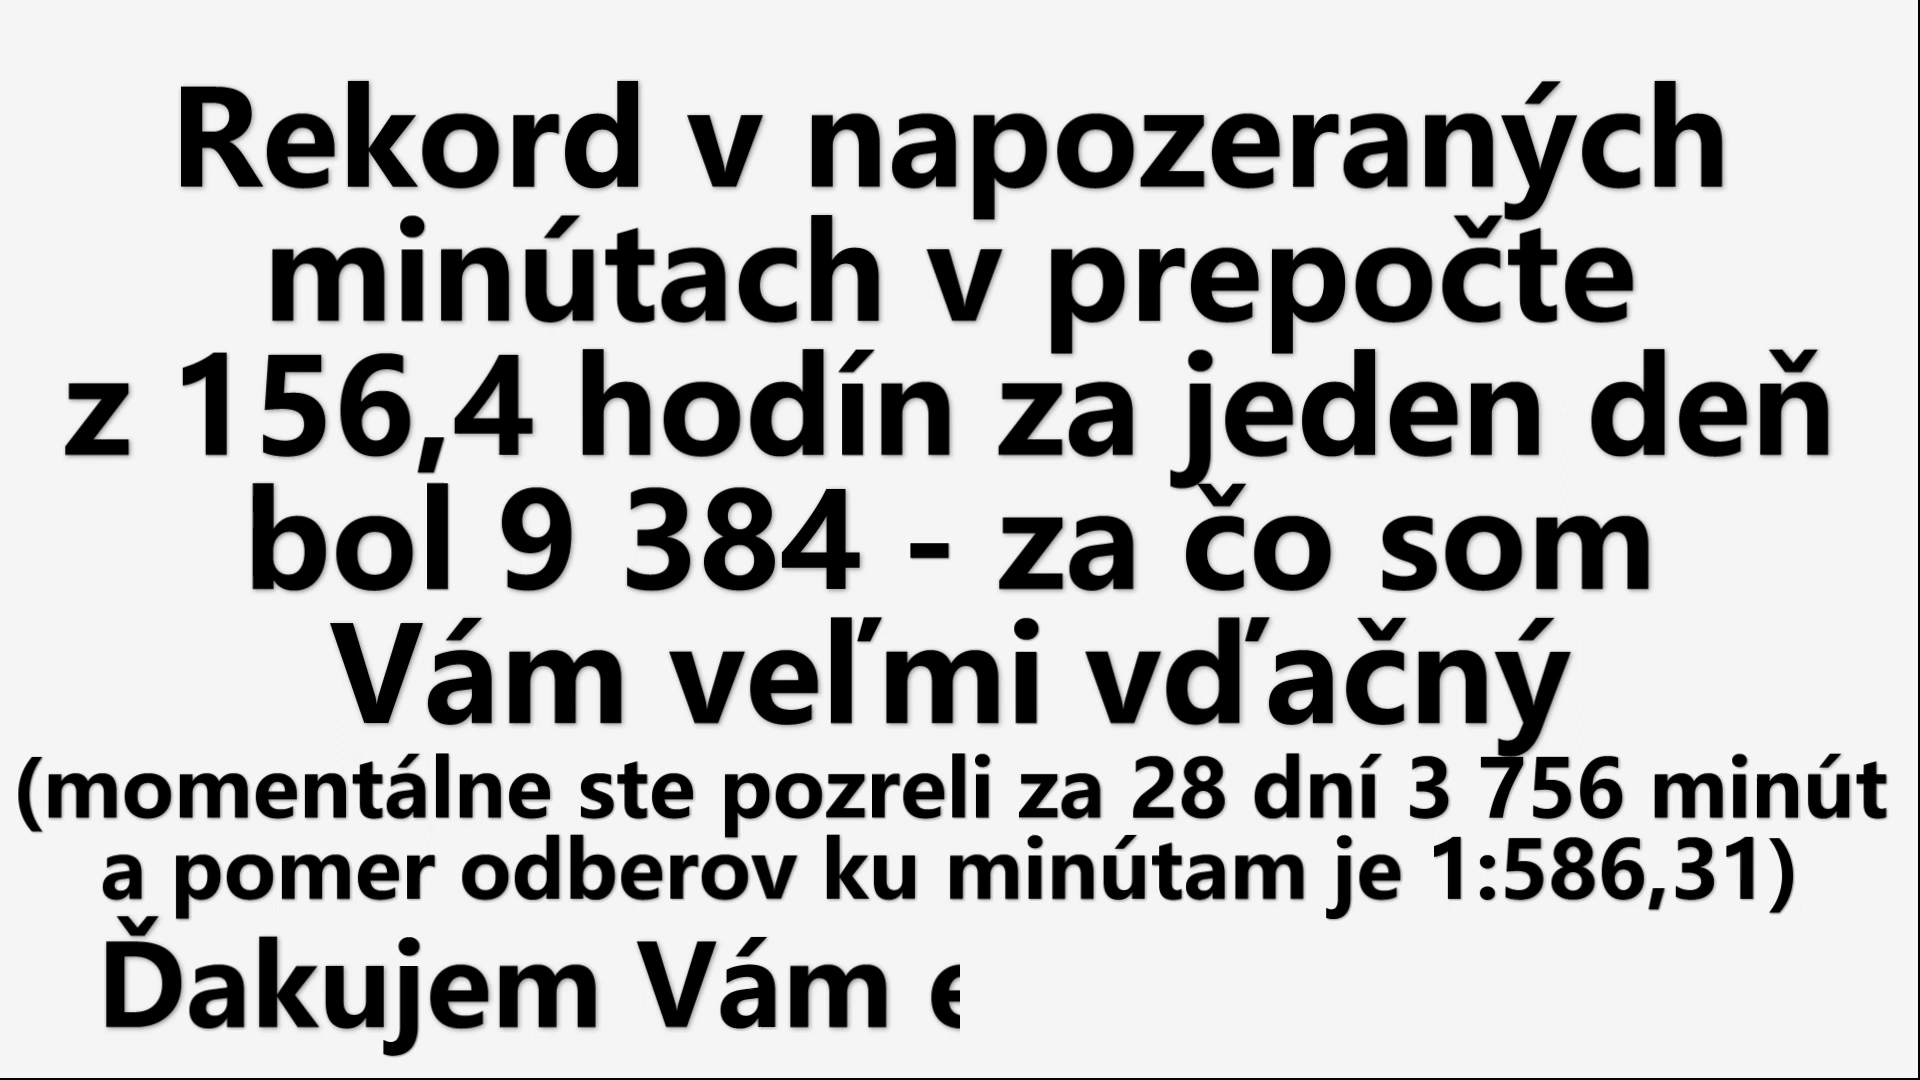 Rekord v napozeraných
minútach v prepočte
z 156,4 hodín za jeden deň
bol 9 384 - za čo som
Vám veľmi vďačný
(momentálne ste pozreli za 28 dní 3 756 minút
a pomer odberov ku minútam je 1:586,31)
Ďakujem Vám